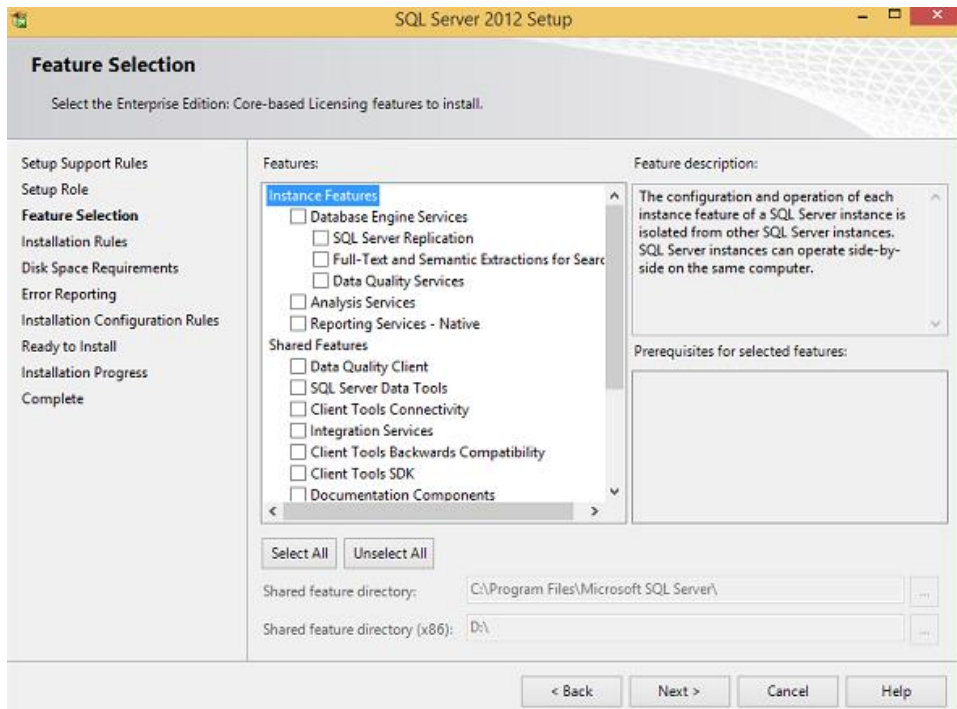 SQL Server 2012 Setup
Feature Selection
Select the Enterprise Edition: Core-based Licensing features to install.
Setup Support Rules
Setup Role
Feature Selection
Installation Rules
Disk Space Requirements
Error Reporting
Installation Configuration Rules
Ready to Install
Installation Progress
Complete
Features:
Instance Features
Database Engine Services
SQL Server Replication
Full-Text and Semantic Extractions for Searc
Data Quality Services
Analysis Services
Reporting Services - Native
Shared Features
Data Quality Client
SQL Server Data Tools
Client Tools Connectivity
Integration Services
Client Tools Backwards Compatibility
Client Tools SDK
Documentation Components
Select All
Unselect All
Feature description:
The configuration and operation of each
instance feature of a SQL Server instance is
isolated from other SQL Server instances.
SQL Server instances can operate side-by-
side on the same computer.
Prerequisites for selected features:
Shared feature directory: C:\Program Files\Microsoft SQL Server\ ...
Shared feature directory (x86): D:\ ...
< Back
Next >
Cancel
Help